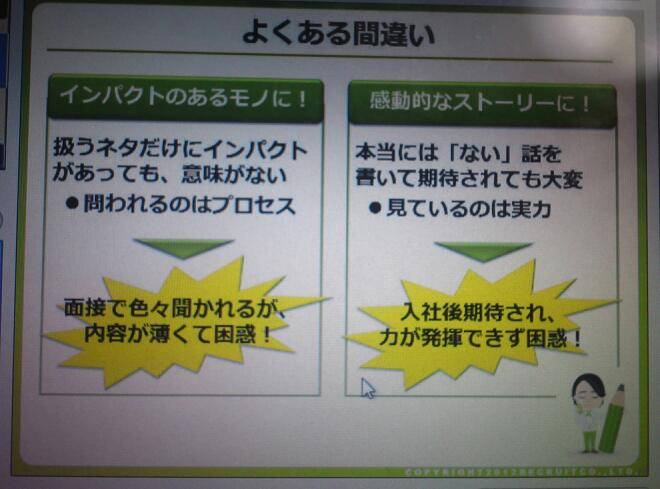 よくある間違い
インパクトのあるモノに！
扱うネタだけにインパクト
があっても、意味がない
●問われるのはプロセス
面接で色々聞かれるが、
内容が薄くて困惑！
感動的なストーリーに！
本当には「ない」話を
書いて期待されても大変
●見ているのは実力
入社後期待され、
力が発揮できず困惑！
COPYRIGHT2012RECRUITCO.,LTD.